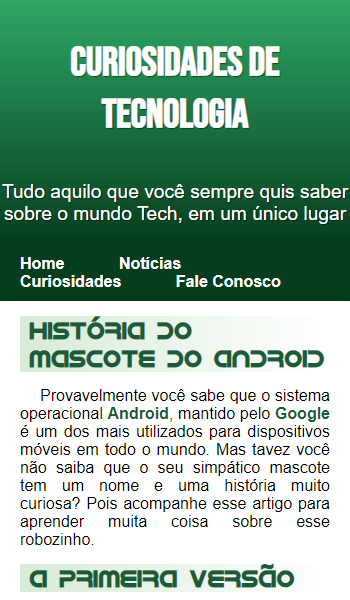 CURIOSIDADES DE
TECNOLOGIA
Tudo aquilo que você sempre quis saber
sobre o mundo Tech, em um único lugar
Home Notícias
Curiosidades Fale Conosco
História do
mascote do Android
Provavelmente você sabe que o sistema
operacional Android, mantido pelo Google
é um dos mais utilizados para dispositivos
móveis em todo o mundo. Mas tavez você
não saiba que o seu simpático mascote
tem um nome e uma história muito
curiosa? Pois acompanhe esse artigo para
aprender muita coisa sobre esse
robozinho.
A primeira versão